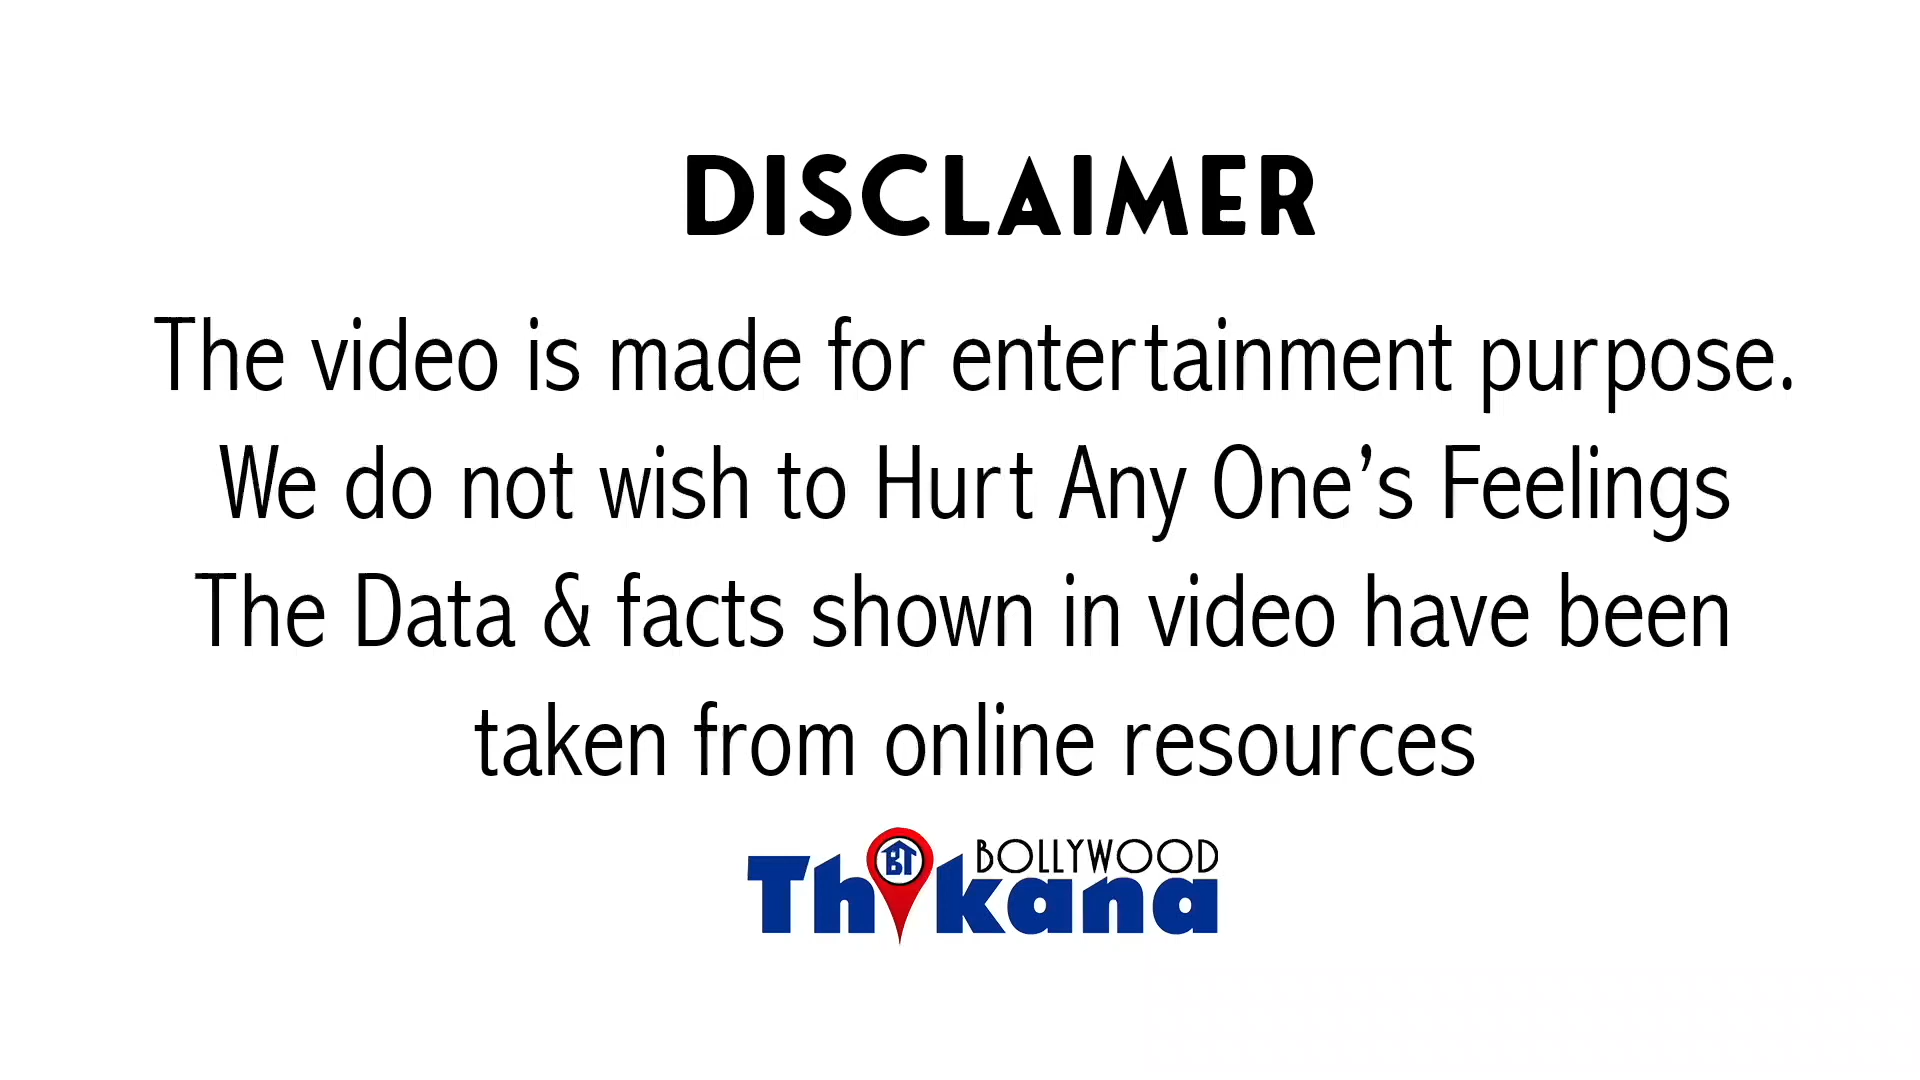 DISCLAIMER
The video is made for entertainment purpose.
We do not wish to Hurt Any One’s Feelings
The Data & facts shown in video have been
taken from online resources
BT
BOLLYWOOD
Thikana